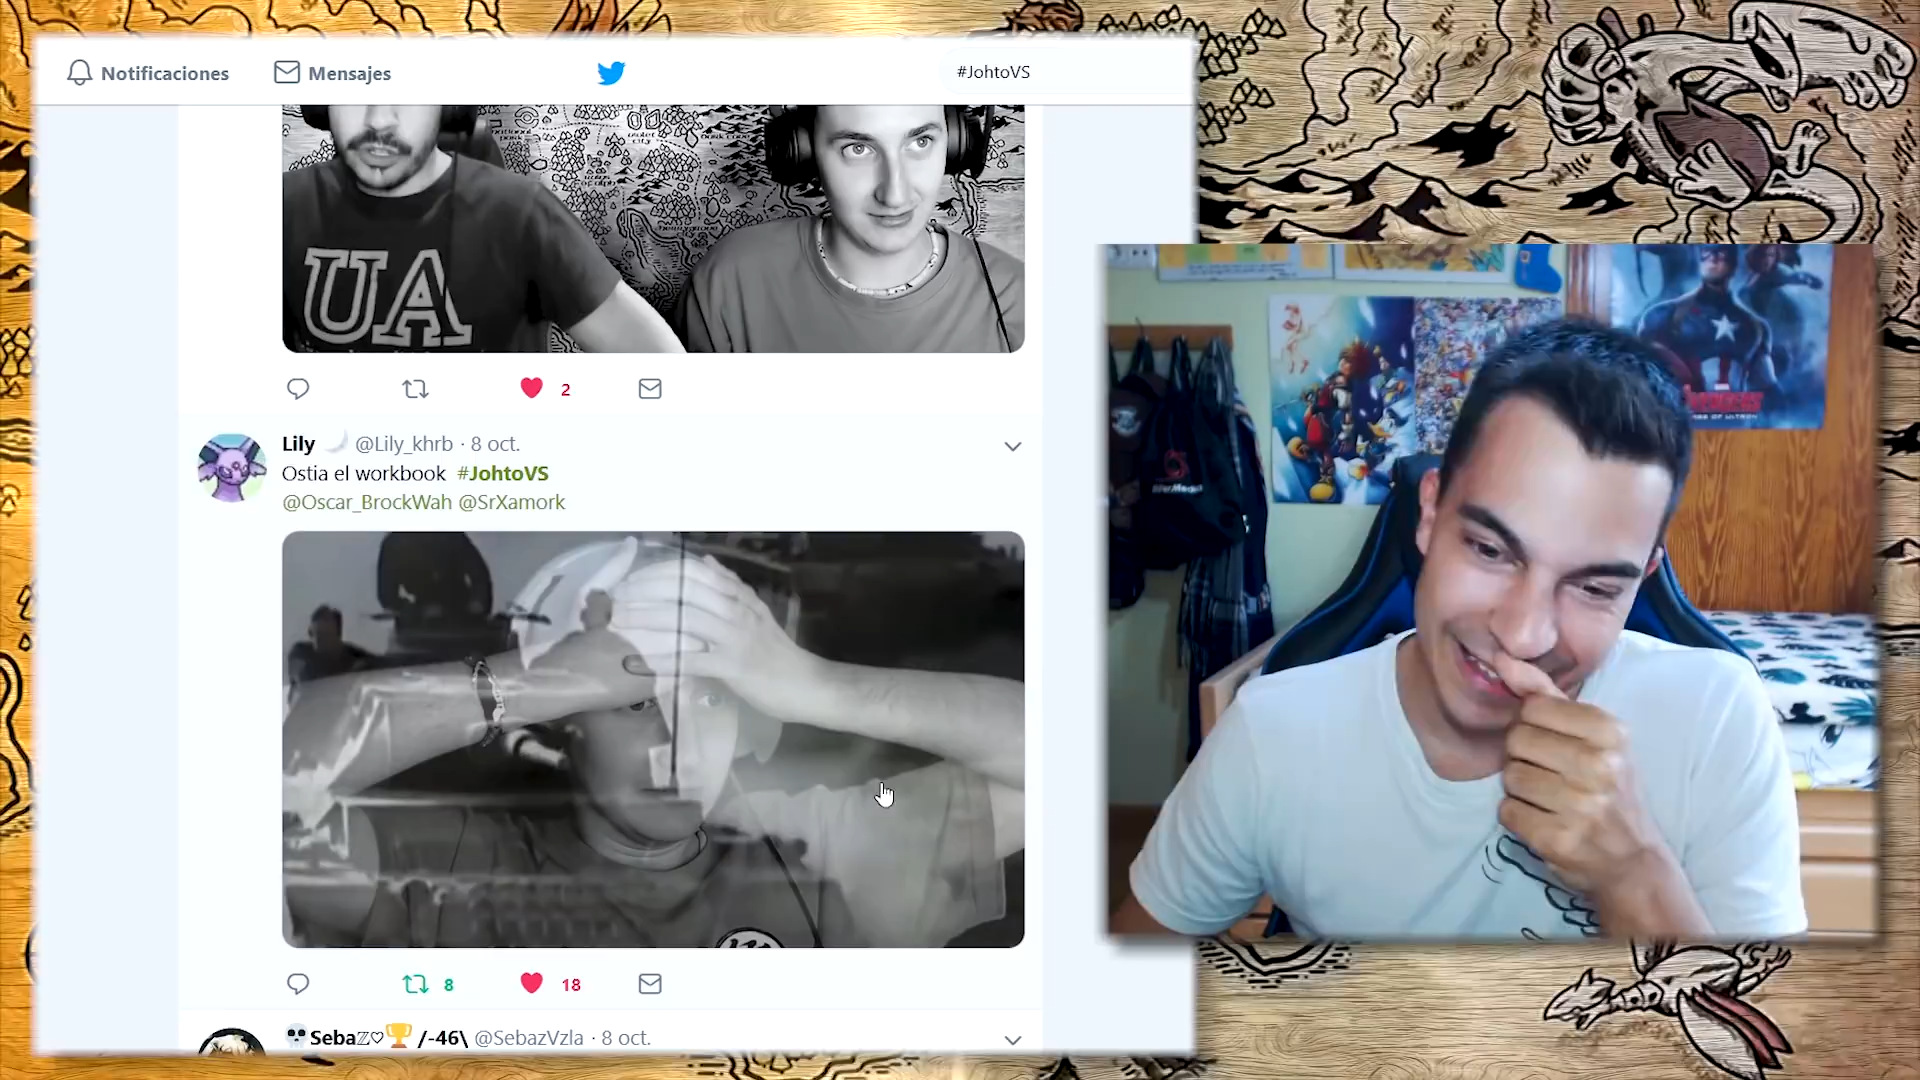 Notificaciones
Mensajes
#JohtoVS
UA
2
Lily @Lily_khrb · 8 oct.
Ostia el workbook #JohtoVS
@Oscar_BrockWah @SrXamork
8
18
Sebaℤ♡ /-46\ @SebazVzla · 8 oct.